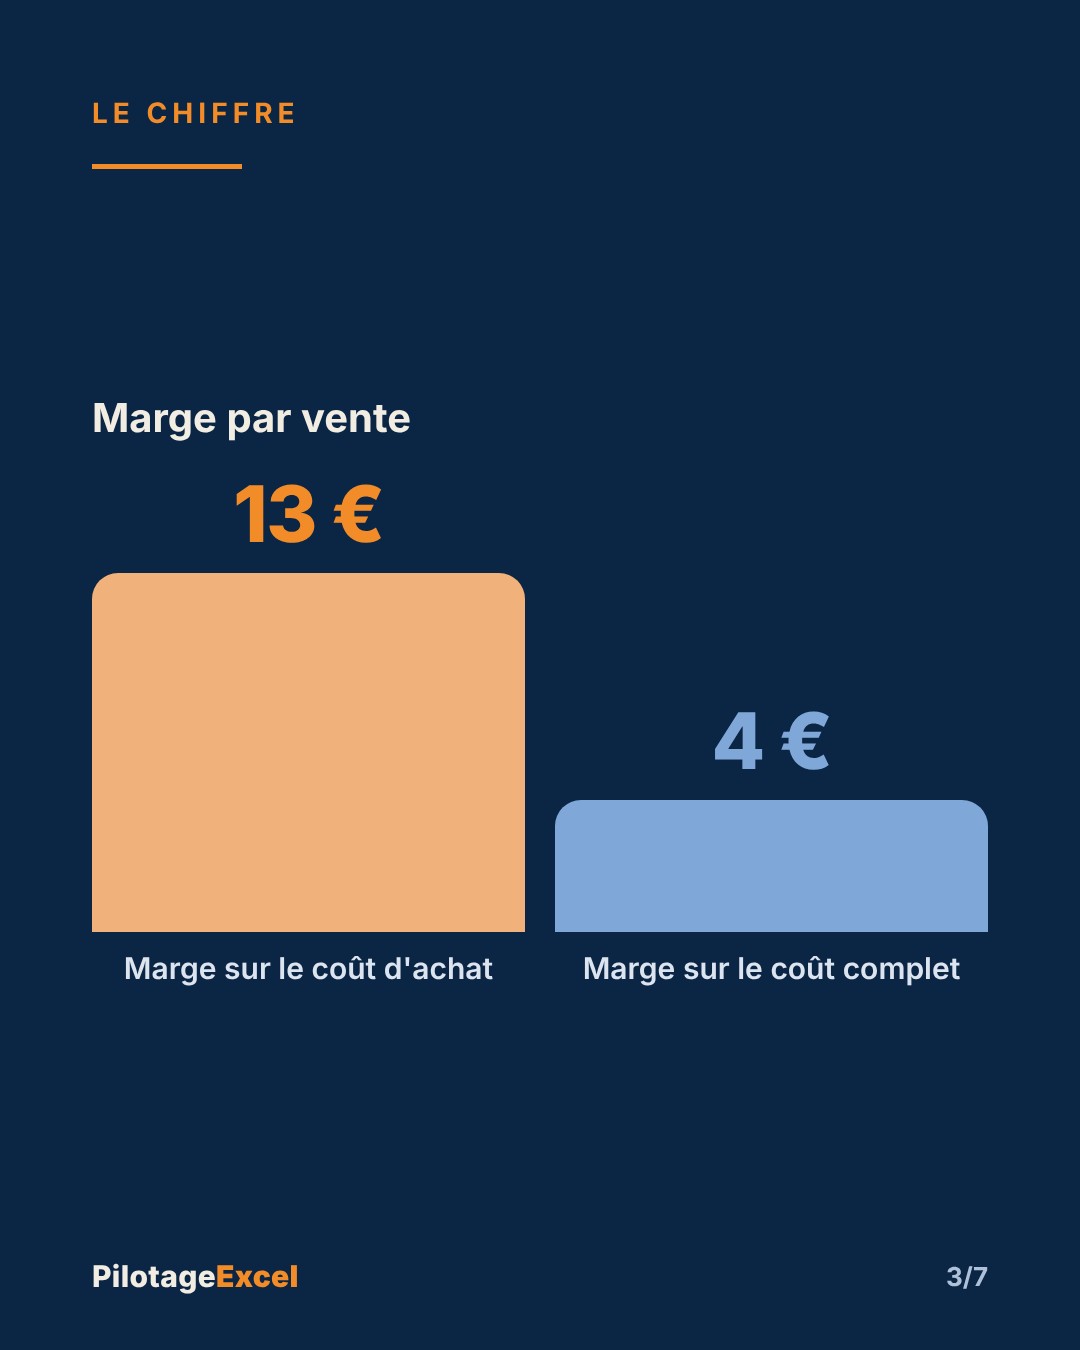 LE CHIFFRE
Marge par vente
13 €
4 €
Marge sur le coût d'achat
Marge sur le coût complet
PilotageExcel
3/7